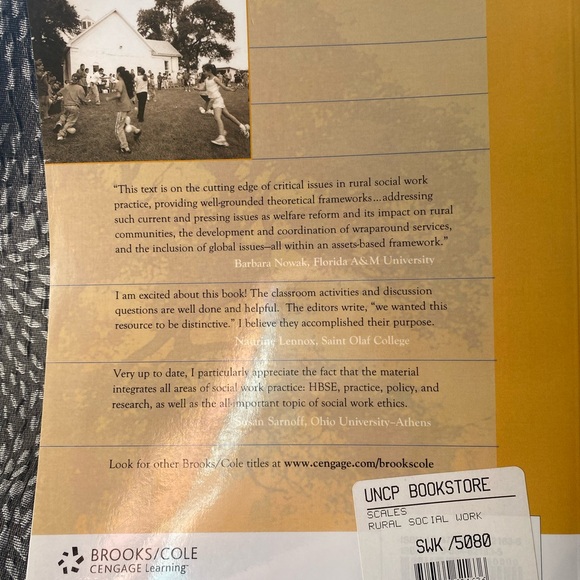 "This text is on the cutting edge of critical issues in rural social work
practice, providing well-grounded theoretical frameworks...addressing
such current and pressing issues as welfare reform and its impact on rural
communities, the development and coordination of wraparound services,
and the inclusion of global issues—all within an assets-based framework."
Barbara Nowak, Florida A&M University
I am excited about this book! The classroom activities and discussion
questions are well done and helpful. The editors write, "we wanted this
resource to be distinctive." I believe they accomplished their purpose.
Lennox, Saint Olaf College
Very up to date, I particularly appreciate the fact that the material
integrates all areas of social work practice: HBSE, practice, policy, and
research, as well as the all-important topic of social work ethics.
Susan Sarnoff, Ohio University–Athens
Look for other Brooks/Cole titles at www.cengage.com/brookscole
UNCP BOOKSTORE
SCALES
RURAL SOCIAL WORK
SWK /5080
BROOKS/COLE
CENGAGE Learning™